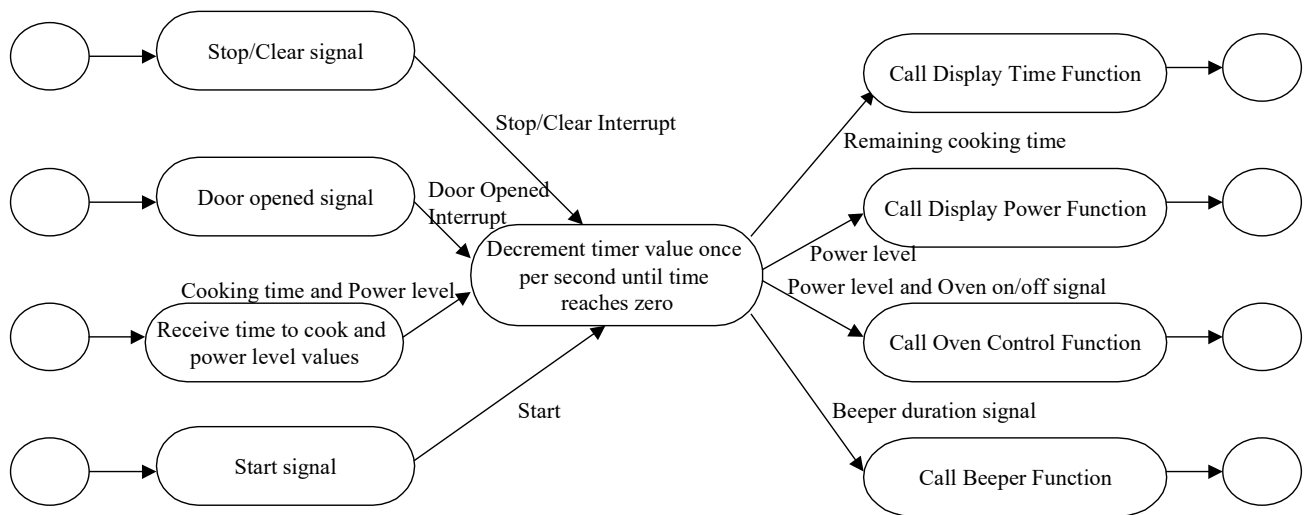 Stop/Clear signal
Call Display Time Function
Stop/Clear Interrupt
Remaining cooking time
Door opened signal
Door Opened
Interrupt
Call Display Power Function
Decrement timer value once
per second until time
reaches zero
Power level
Cooking time and Power level
Power level and Oven on/off signal
Receive time to cook and
power level values
Call Oven Control Function
Start
Beeper duration signal
Start signal
Call Beeper Function